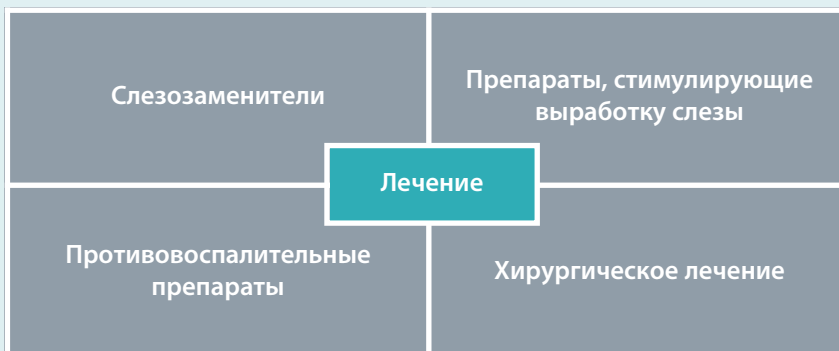 Слезозаменители
Препараты, стимулирующие
выработку слезы
Лечение
Противовоспалительные
препараты
Хирургическое лечение